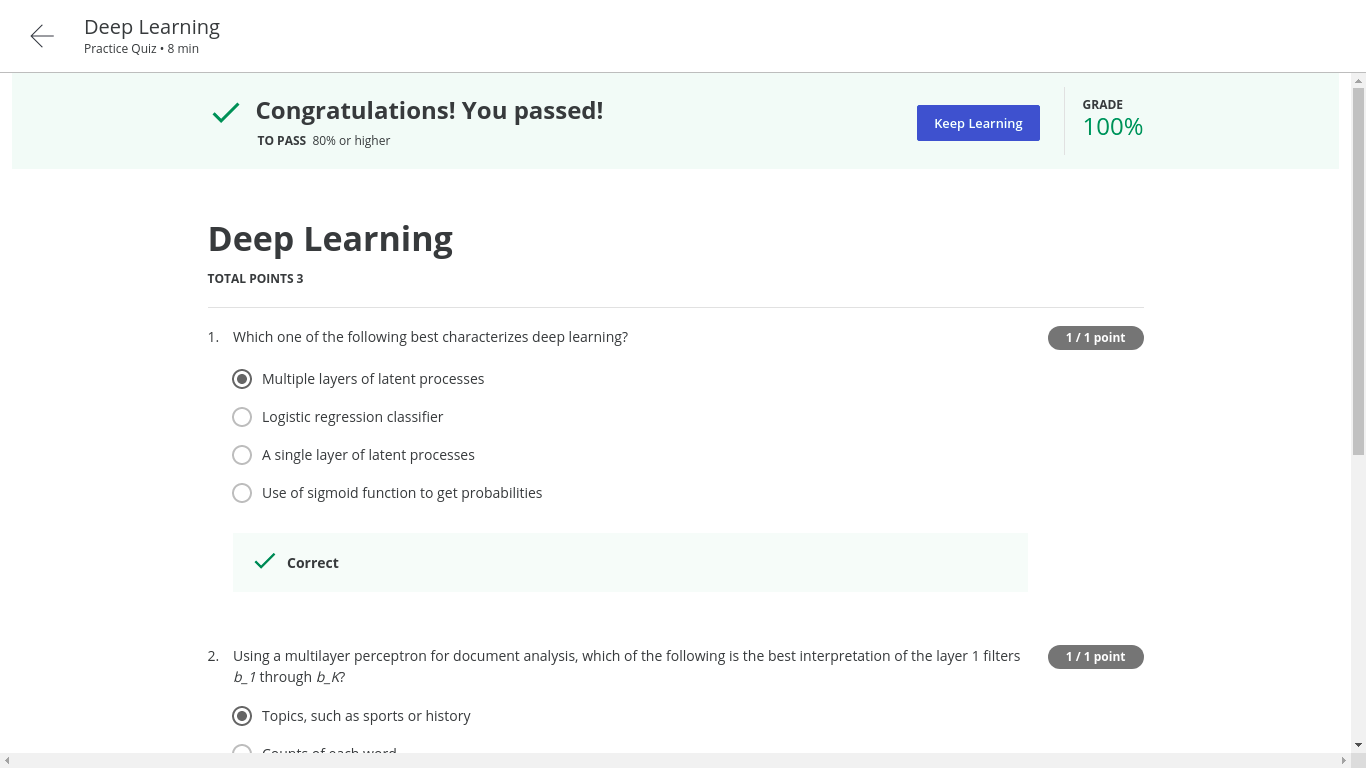 Deep Learning
Practice Quiz • 8 min
Congratulations! You passed!
TO PASS 80% or higher
Keep Learning
GRADE
100%
Deep Learning
TOTAL POINTS 3
1. Which one of the following best characterizes deep learning?
1 / 1 point
Multiple layers of latent processes
Logistic regression classifier
A single layer of latent processes
Use of sigmoid function to get probabilities
Correct
2. Using a multilayer perceptron for document analysis, which of the following is the best interpretation of the layer 1 filters
b_1 through b_K?
1 / 1 point
Topics, such as sports or history
Counts of each word